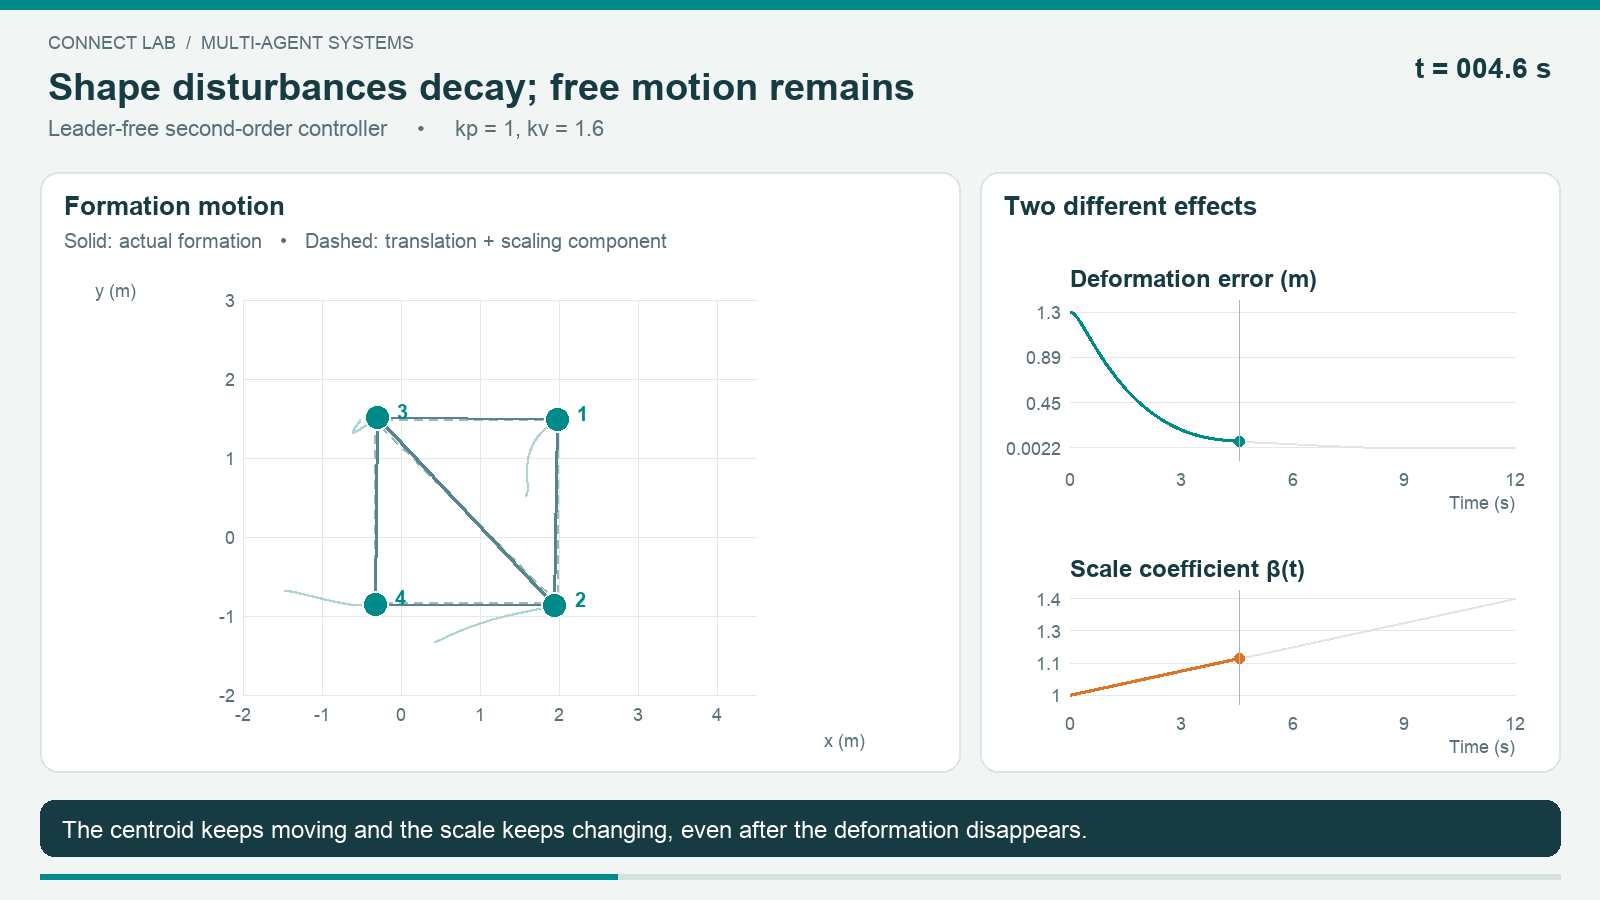 CONNECT LAB / MULTI-AGENT SYSTEMS
Shape disturbances decay; free motion remains
t = 004.6 s
Leader-free second-order controller • kp = 1, kv = 1.6
Formation motion
Solid: actual formation • Dashed: translation + scaling component
y (m)
3
2
1
0
-1
-2
-2 -1 0 1 2 3 4
x (m)
3
1
4
2
Two different effects
Deformation error (m)
1.3
0.89
0.45
0.0022
0 3 6 9 12
Time (s)
Scale coefficient β(t)
1.4
1.3
1.1
1
0 3 6 9 12
Time (s)
The centroid keeps moving and the scale keeps changing, even after the deformation disappears.